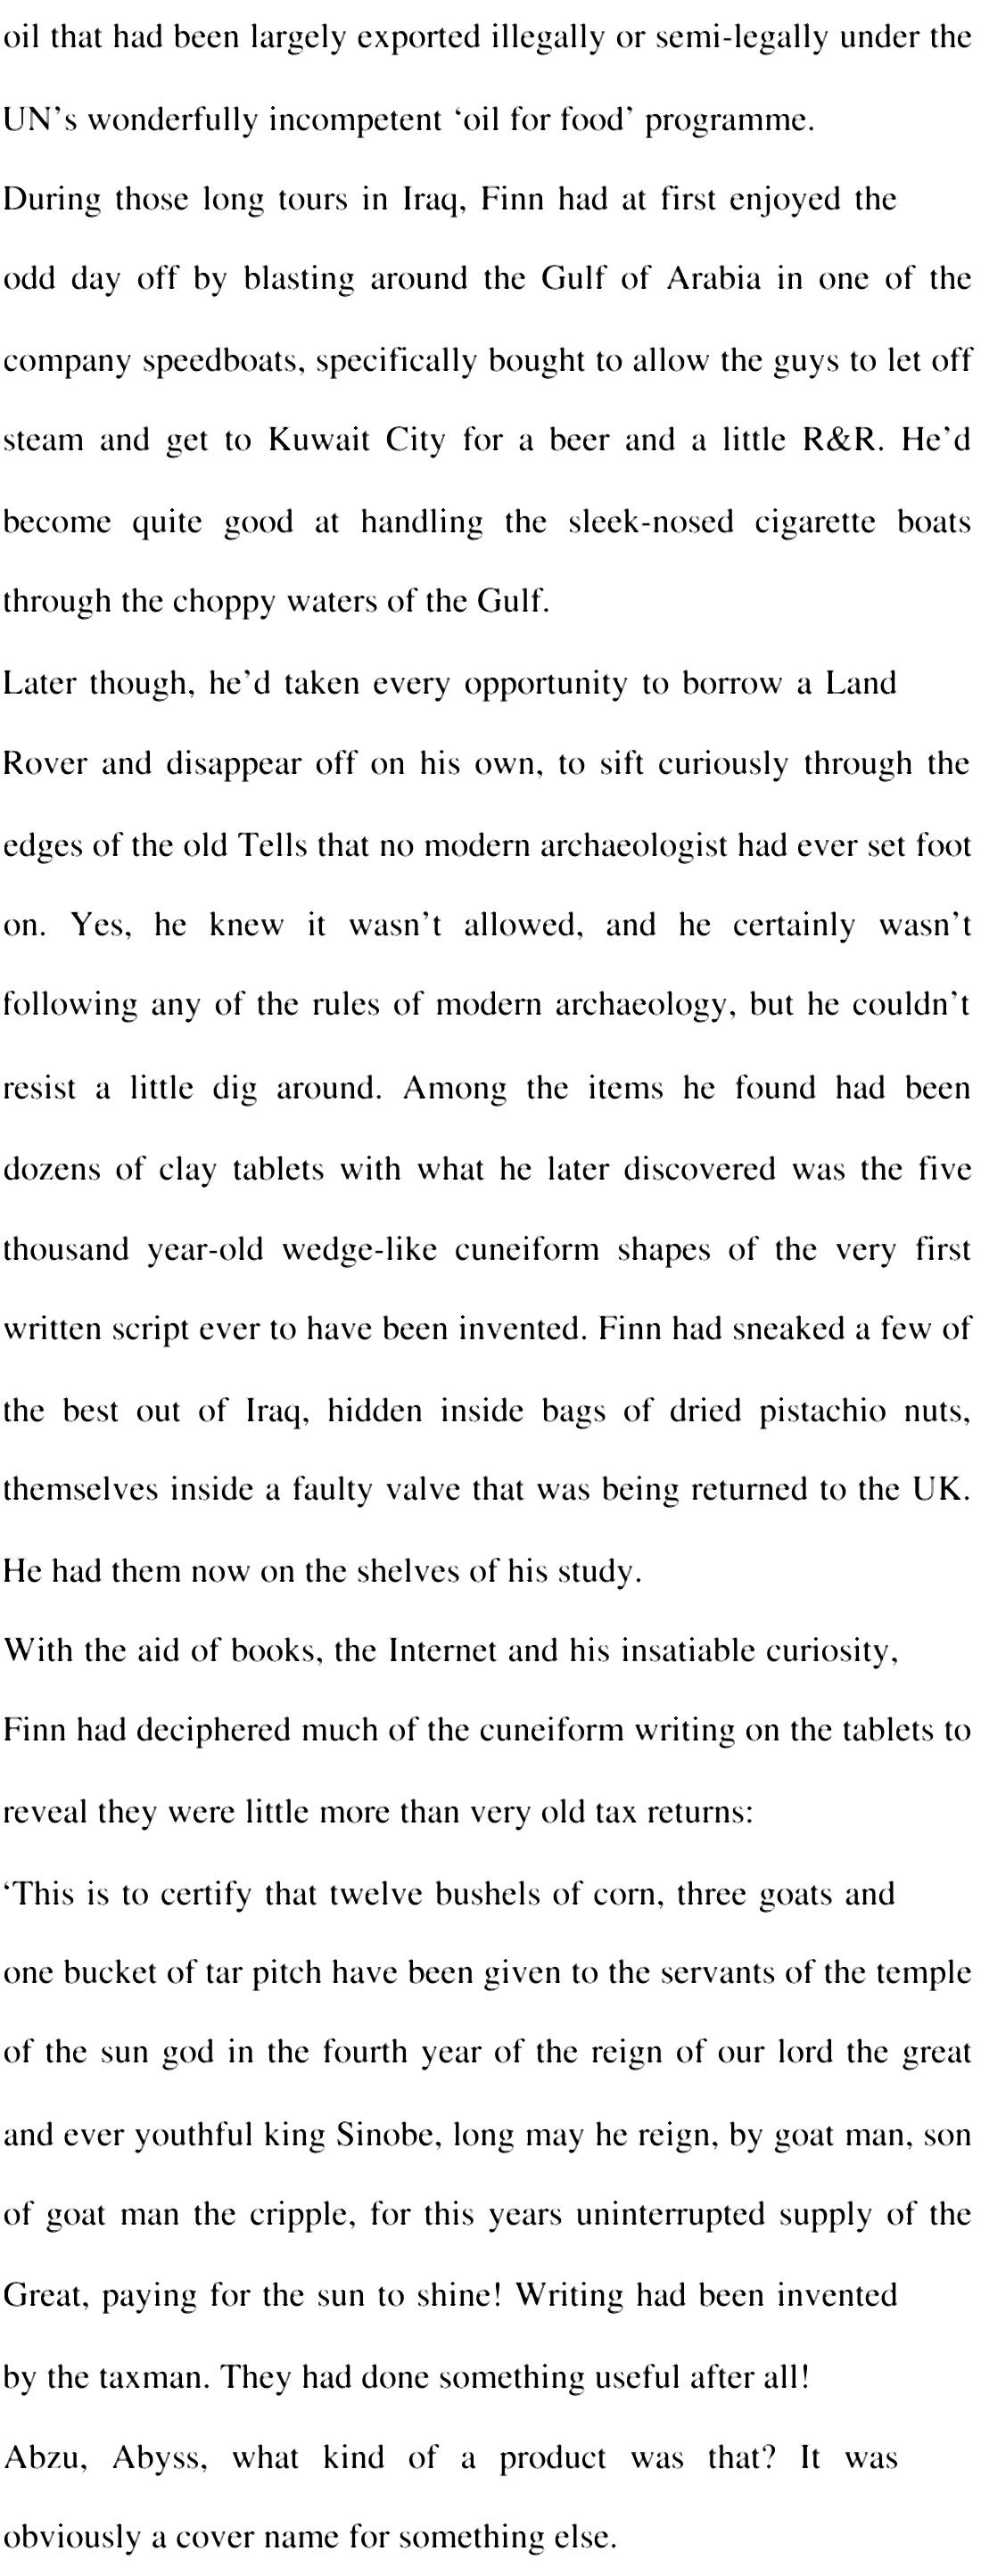 oil that had been largely exported illegally or semi-legally under the
UN’s wonderfully incompetent ‘oil for food’ programme.
During those long tours in Iraq, Finn had at first enjoyed the
odd day off by blasting around the Gulf of Arabia in one of the
company speedboats, specifically bought to allow the guys to let off
steam and get to Kuwait City for a beer and a little R&R. He’d
become quite good at handling the sleek-nosed cigarette boats
through the choppy waters of the Gulf.
Later though, he’d taken every opportunity to borrow a Land
Rover and disappear off on his own, to sift curiously through the
edges of the old Tells that no modern archaeologist had ever set foot
on. Yes, he knew it wasn’t allowed, and he certainly wasn’t
following any of the rules of modern archaeology, but he couldn’t
resist a little dig around. Among the items he found had been
dozens of clay tablets with what he later discovered was the five
thousand year-old wedge-like cuneiform shapes of the very first
written script ever to have been invented. Finn had sneaked a few of
the best out of Iraq, hidden inside bags of dried pistachio nuts,
themselves inside a faulty valve that was being returned to the UK.
He had them now on the shelves of his study.
With the aid of books, the Internet and his insatiable curiosity,
Finn had deciphered much of the cuneiform writing on the tablets to
reveal they were little more than very old tax returns:
‘This is to certify that twelve bushels of corn, three goats and
one bucket of tar pitch have been given to the servants of the temple
of the sun god in the fourth year of the reign of our lord the great
and ever youthful king Sinobe, long may he reign, by goat man, son
of goat man the cripple, for this years uninterrupted supply of the
Great, paying for the sun to shine! Writing had been invented
by the taxman. They had done something useful after all!
Abzu, Abyss, what kind of a product was that? It was
obviously a cover name for something else.